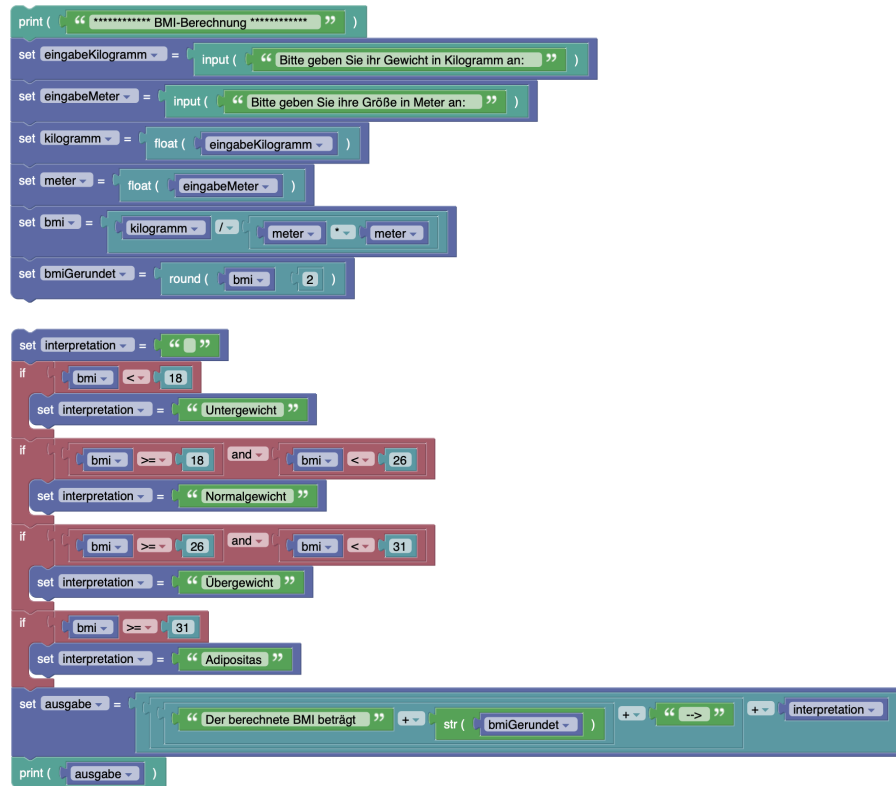 print ( “ ************ BMI-Berechnung ************ ” )
set eingabeKilogramm = input ( “ Bitte geben Sie ihr Gewicht in Kilogramm an: ” )
set eingabeMeter = input ( “ Bitte geben Sie ihre Größe in Meter an: ” )
set kilogramm = float ( eingabeKilogramm )
set meter = float ( eingabeMeter )
set bmi = kilogramm / meter * meter
set bmiGerundet = round ( bmi 2 )
set interpretation = “ ”
if bmi < 18
set interpretation = “ Untergewicht ”
if bmi >= 18 and bmi < 26
set interpretation = “ Normalgewicht ”
if bmi >= 26 and bmi < 31
set interpretation = “ Übergewicht ”
if bmi >= 31
set interpretation = “ Adipositas ”
set ausgabe = “ Der berechnete BMI beträgt ” + str ( bmiGerundet ) + “ --> ” + interpretation
print ( ausgabe )